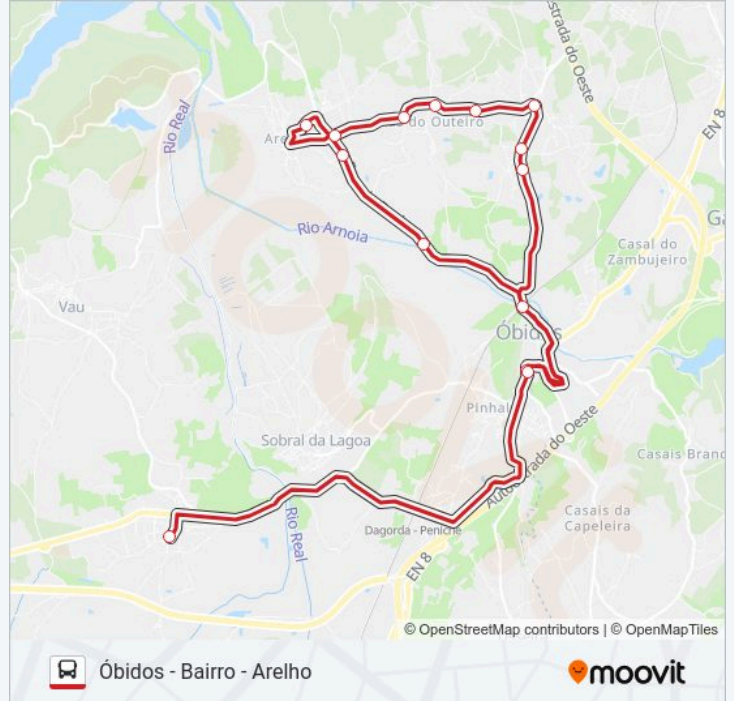 Estrada do Oeste
EN 8
Rio Real
do Outeiro
Rio Arnoia
Casal do
Zambujeiro
Vau
Óbidos
Pinhal
Autoestrada do Oeste
Sobral da Lagoa
Casais Branc
Casais da
Capeleira
Dagorda - Peniche
Rio Real
EN 8
© OpenStreetMap contributors | © OpenMapTiles
Óbidos - Bairro - Arelho
moovit